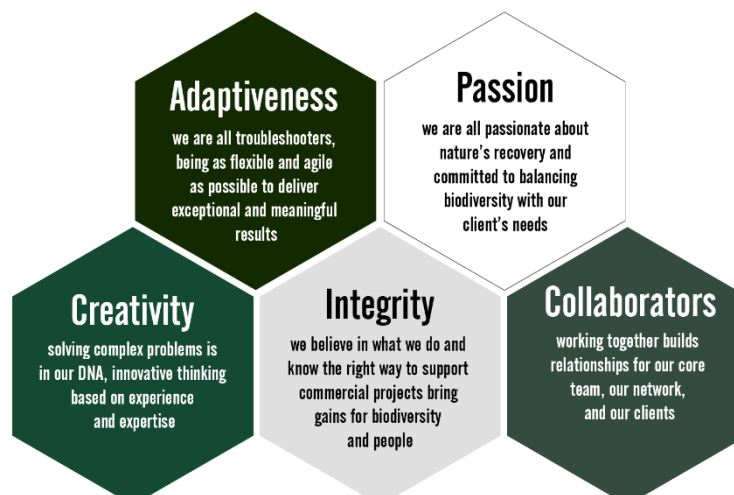 Adaptiveness
we are all troubleshooters,
being as flexible and agile
as possible to deliver
exceptional and meaningful
results
Passion
we are all passionate about
nature's recovery and
committed to balancing
biodiversity with our
client's needs
Creativity
solving complex problems is
in our DNA, innovative thinking
based on experience
and expertise
Integrity
we believe in what we do and
know the right way to support
commercial projects bring
gains for biodiversity
and people
Collaborators
working together builds
relationships for our core
team, our network,
and our clients